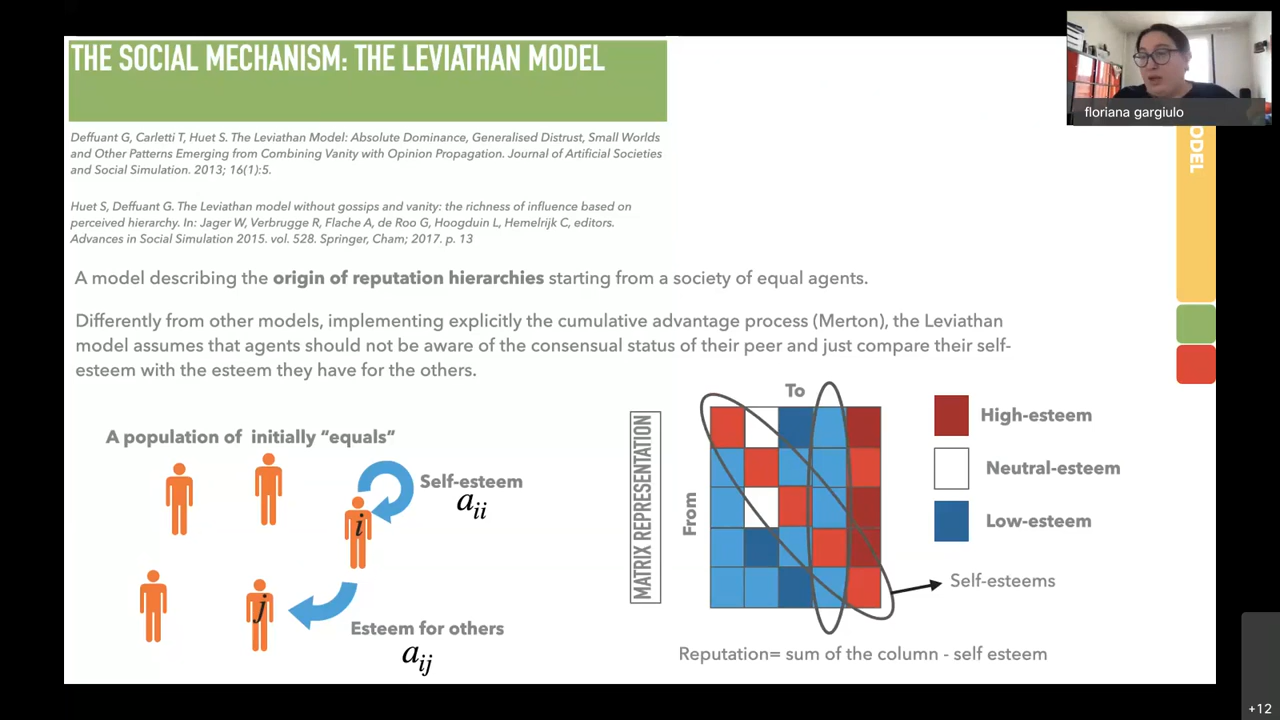 THE SOCIAL MECHANISM: THE LEVIATHAN MODEL
floriana gargiulo
ODEL
Deffuant G, Carletti T, Huet S. The Leviathan Model: Absolute Dominance, Generalised Distrust, Small Worlds
and Other Patterns Emerging from Combining Vanity with Opinion Propagation. Journal of Artificial Societies
and Social Simulation. 2013; 16(1):5.
Huet S, Deffuant G. The Leviathan model without gossips and vanity: the richness of influence based on
perceived hierarchy. In: Jager W, Verbrugge R, Flache A, de Roo G, Hoogduin L, Hemelrijk C, editors.
Advances in Social Simulation 2015. vol. 528. Springer, Cham; 2017. p. 13
A model describing the origin of reputation hierarchies starting from a society of equal agents.
Differently from other models, implementing explicitly the cumulative advantage process (Merton), the Leviathan
model assumes that agents should not be aware of the consensual status of their peer and just compare their self-
esteem with the esteem they have for the others.
A population of initially “equals”
Self-esteem
a_ii
i
j
Esteem for others
a_ij
MATRIX REPRESENTATION
From
To
High-esteem
Neutral-esteem
Low-esteem
Self-esteems
Reputation= sum of the column - self esteem
+12